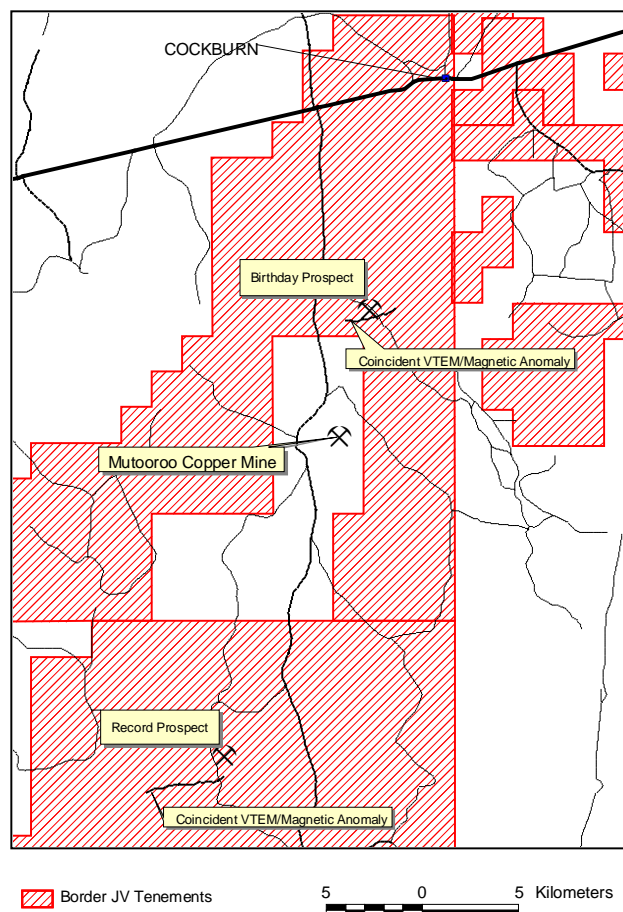 COCKBURN
Birthday Prospect
Coincident VTEM/Magnetic Anomaly
Mutooroo Copper Mine
Record Prospect
Coincident VTEM/Magnetic Anomaly
Border JV Tenements
5 0 5 Kilometers